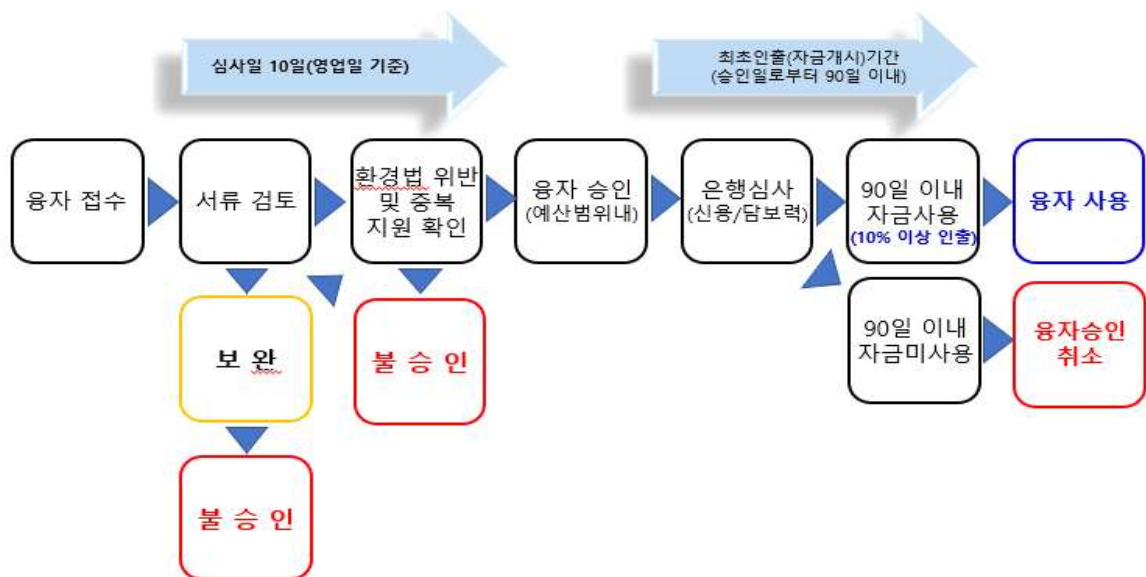 심사일 10일(영업일 기준)
최초인출(자금개시)기간
(승인일로부터 90일 이내)
융자 접수
서류 검토
환경법 위반
및 중복
지원 확인
융자 승인
(예산범위내)
은행심사
(신용/담보력)
90일 이내
자금사용
(10% 이상 인출)
융자 사용
보 완
불 승 인
90일 이내
자금미사용
융자승인
취소
불 승 인